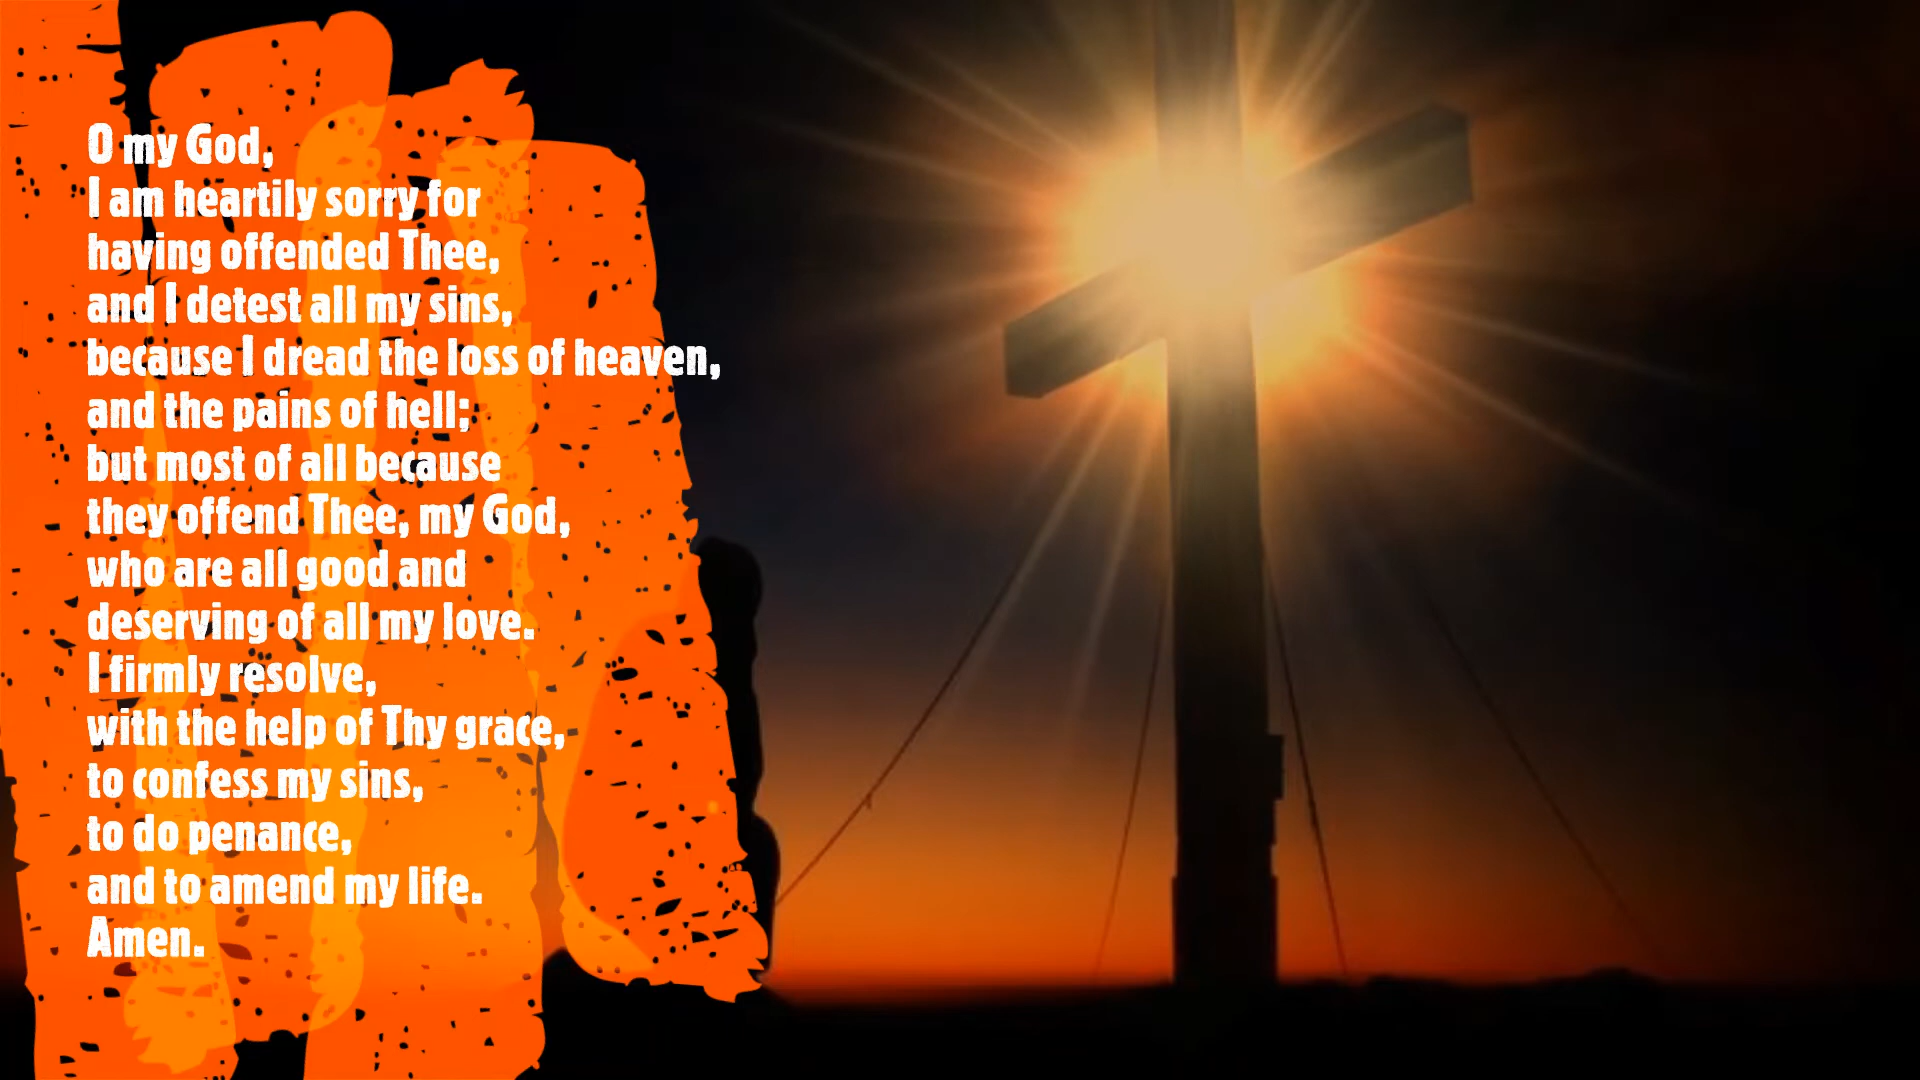 O my God,
I am heartily sorry for
having offended Thee,
and I detest all my sins,
because I dread the loss of heaven,
and the pains of hell;
but most of all because
they offend Thee, my God,
who are all good and
deserving of all my love.
I firmly resolve,
with the help of Thy grace,
to confess my sins,
to do penance,
and to amend my life.
Amen.